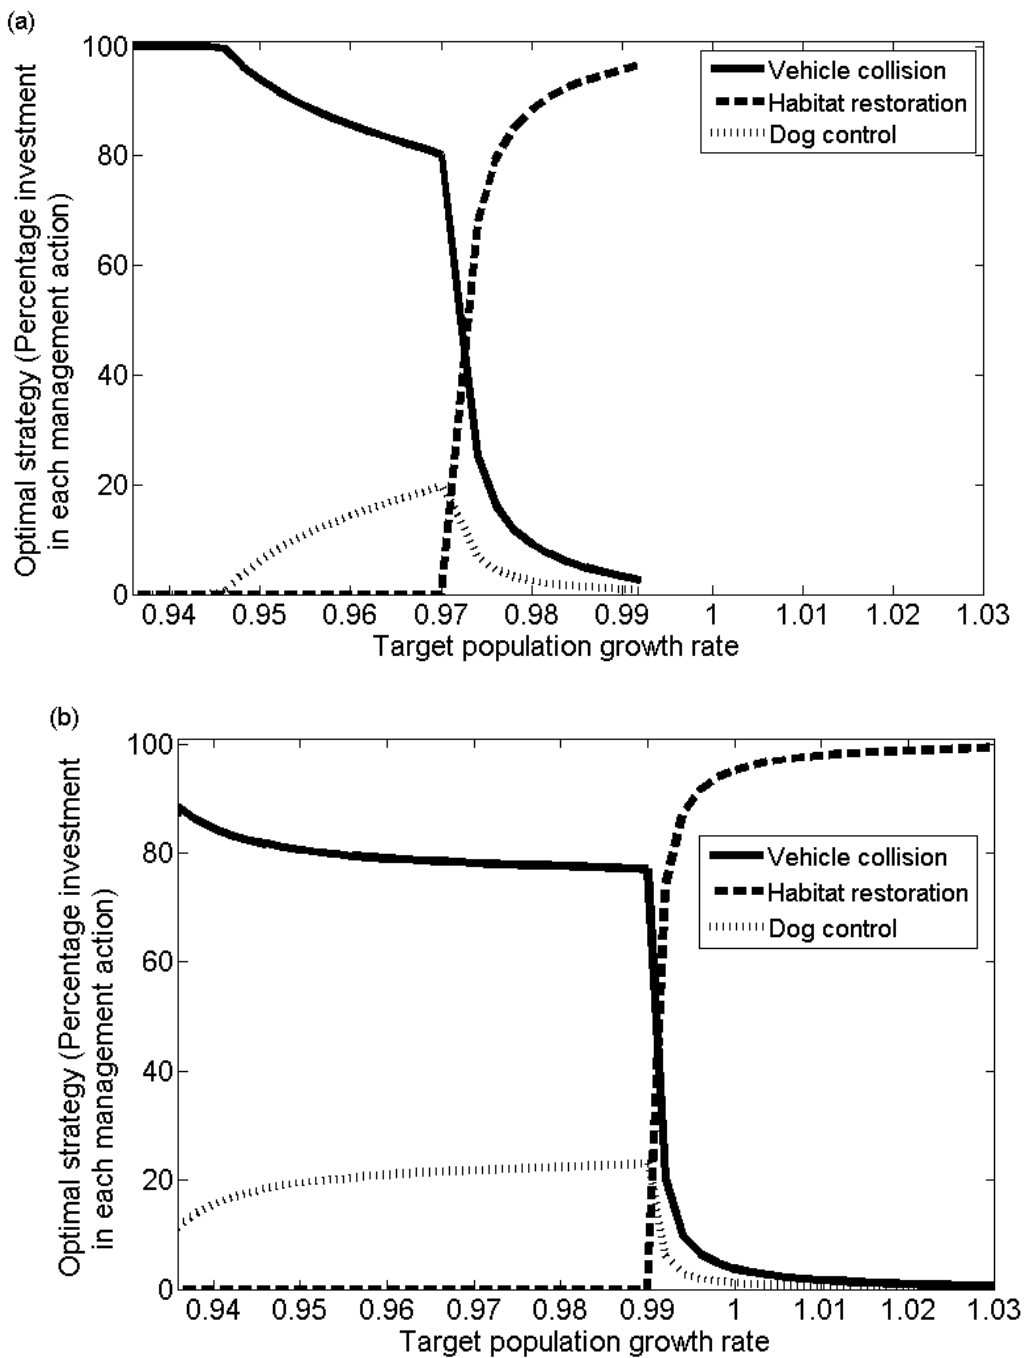 (a)
100
80
60
40
20
0
Optimal strategy (Percentage investment
in each management action)
Vehicle collision
Habitat restoration
Dog control
0.94 0.95 0.96 0.97 0.98 0.99 1 1.01 1.02 1.03
Target population growth rate
(b)
100
80
60
40
20
0
Optimal strategy (Percentage investment
in each management action)
Vehicle collision
Habitat restoration
Dog control
0.94 0.95 0.96 0.97 0.98 0.99 1 1.01 1.02 1.03
Target population growth rate